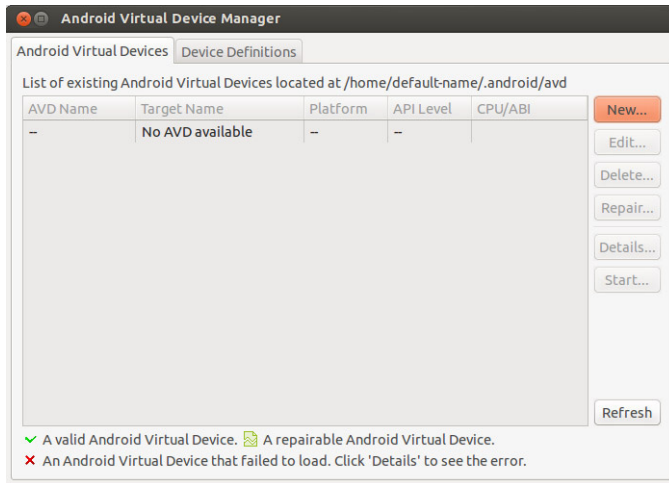 Android Virtual Device Manager
Android Virtual Devices Device Definitions
List of existing Android Virtual Devices located at /home/default-name/.android/avd
AVD Name Target Name Platform API Level CPU/ABI
-- No AVD available -- --
New...
Edit...
Delete...
Repair...
Details...
Start...
Refresh
A valid Android Virtual Device. A repairable Android Virtual Device.
An Android Virtual Device that failed to load. Click 'Details' to see the error.